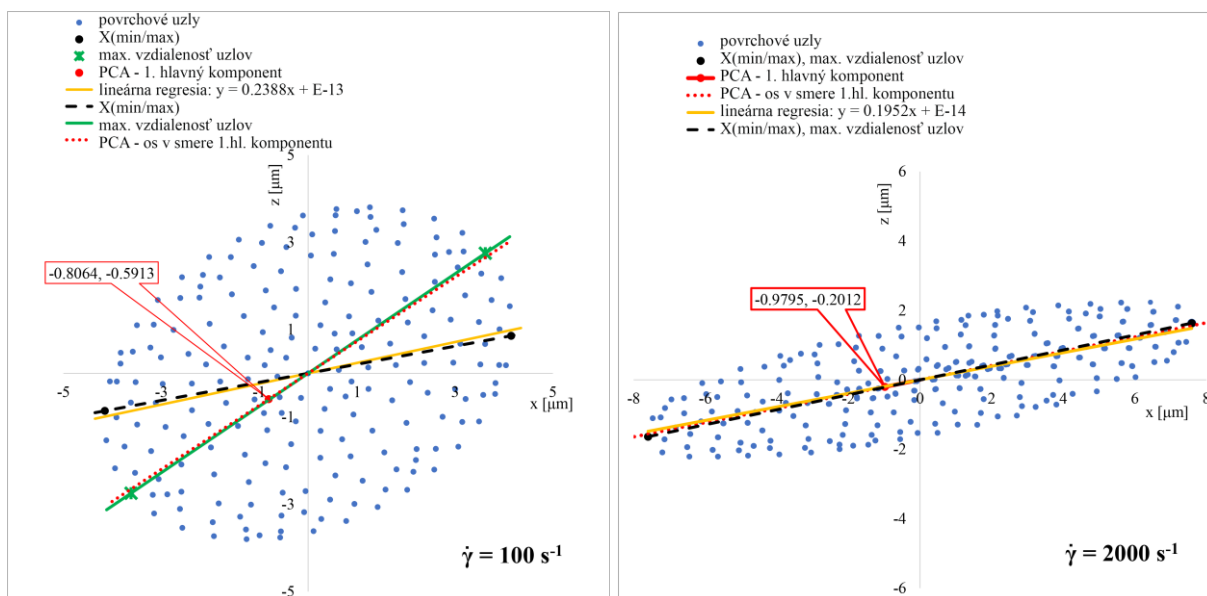 povrchové uzly
X(min/max)
max. vzdialenosť uzlov
PCA - 1. hlavný komponent
lineárna regresia: y = 0.2388x + E-13
X(min/max)
max. vzdialenosť uzlov
PCA - os v smere 1.hl. komponentu
5
z [μm]
3
-0.8064, -0.5913
1
-5
-3
-1
1
3
5
x [μm]
-1
-3
-5
γ̇ = 100 s-1
povrchové uzly
X(min/max), max. vzdialenosť uzlov
PCA - 1. hlavný komponent
PCA - os v smere 1.hl. komponentu
lineárna regresia: y = 0.1952x + E-14
X(min/max), max. vzdialenosť uzlov
6
z [μm]
4
2
-0.9795, -0.2012
0
-8
-6
-4
-2
0
2
4
6
8
x [μm]
-2
-4
-6
γ̇ = 2000 s-1